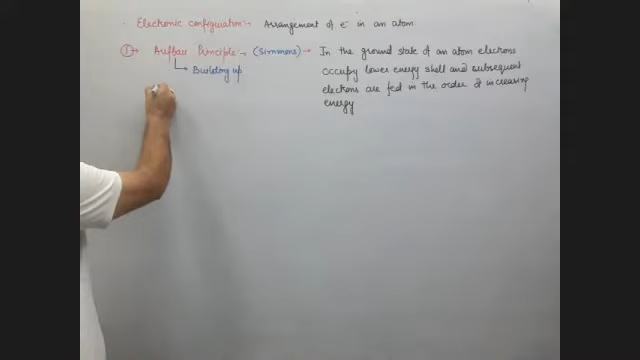 Electronic configuration:- Arrangement of e⁻ in an atom.
① → Aufbau Principle → (Simmons) → In the ground state of an atom electrons
Building up
occupy lower energy shell and subsequent
electrons are fed in the order of increasing
energy